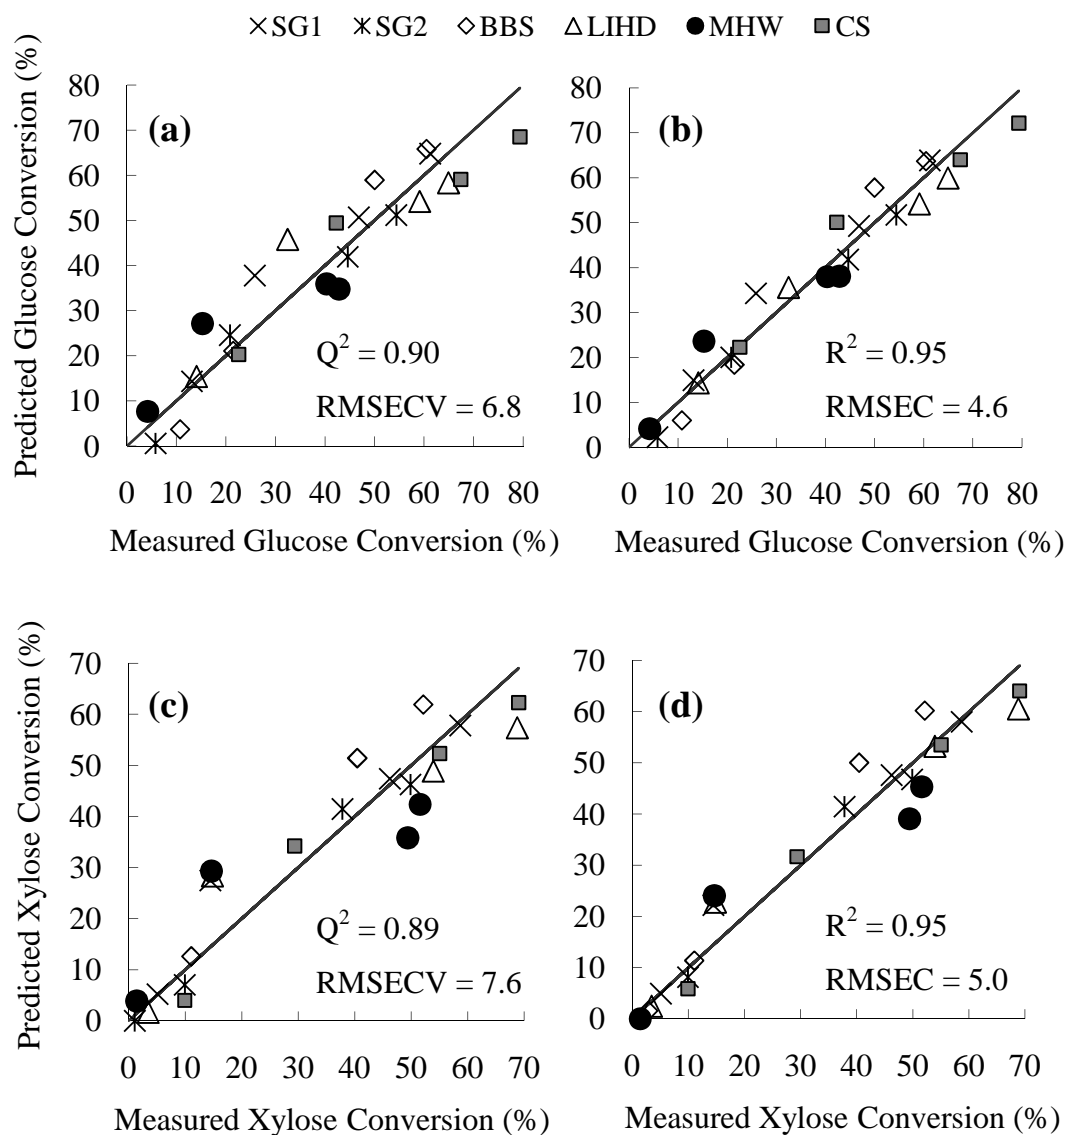 SG1 SG2 BBS LIHD MHW CS
Predicted Glucose Conversion (%)
80
70
60
50
40
30
20
10
0
(a)
Q² = 0.90
RMSECV = 6.8
0 10 20 30 40 50 60 70 80
Measured Glucose Conversion (%)
80
70
60
50
40
30
20
10
0
(b)
R² = 0.95
RMSEC = 4.6
0 10 20 30 40 50 60 70 80
Measured Glucose Conversion (%)
Predicted Xylose Conversion (%)
70
60
50
40
30
20
10
0
(c)
Q² = 0.89
RMSECV = 7.6
0 10 20 30 40 50 60 70
Measured Xylose Conversion (%)
70
60
50
40
30
20
10
0
(d)
R² = 0.95
RMSEC = 5.0
0 10 20 30 40 50 60 70
Measured Xylose Conversion (%)